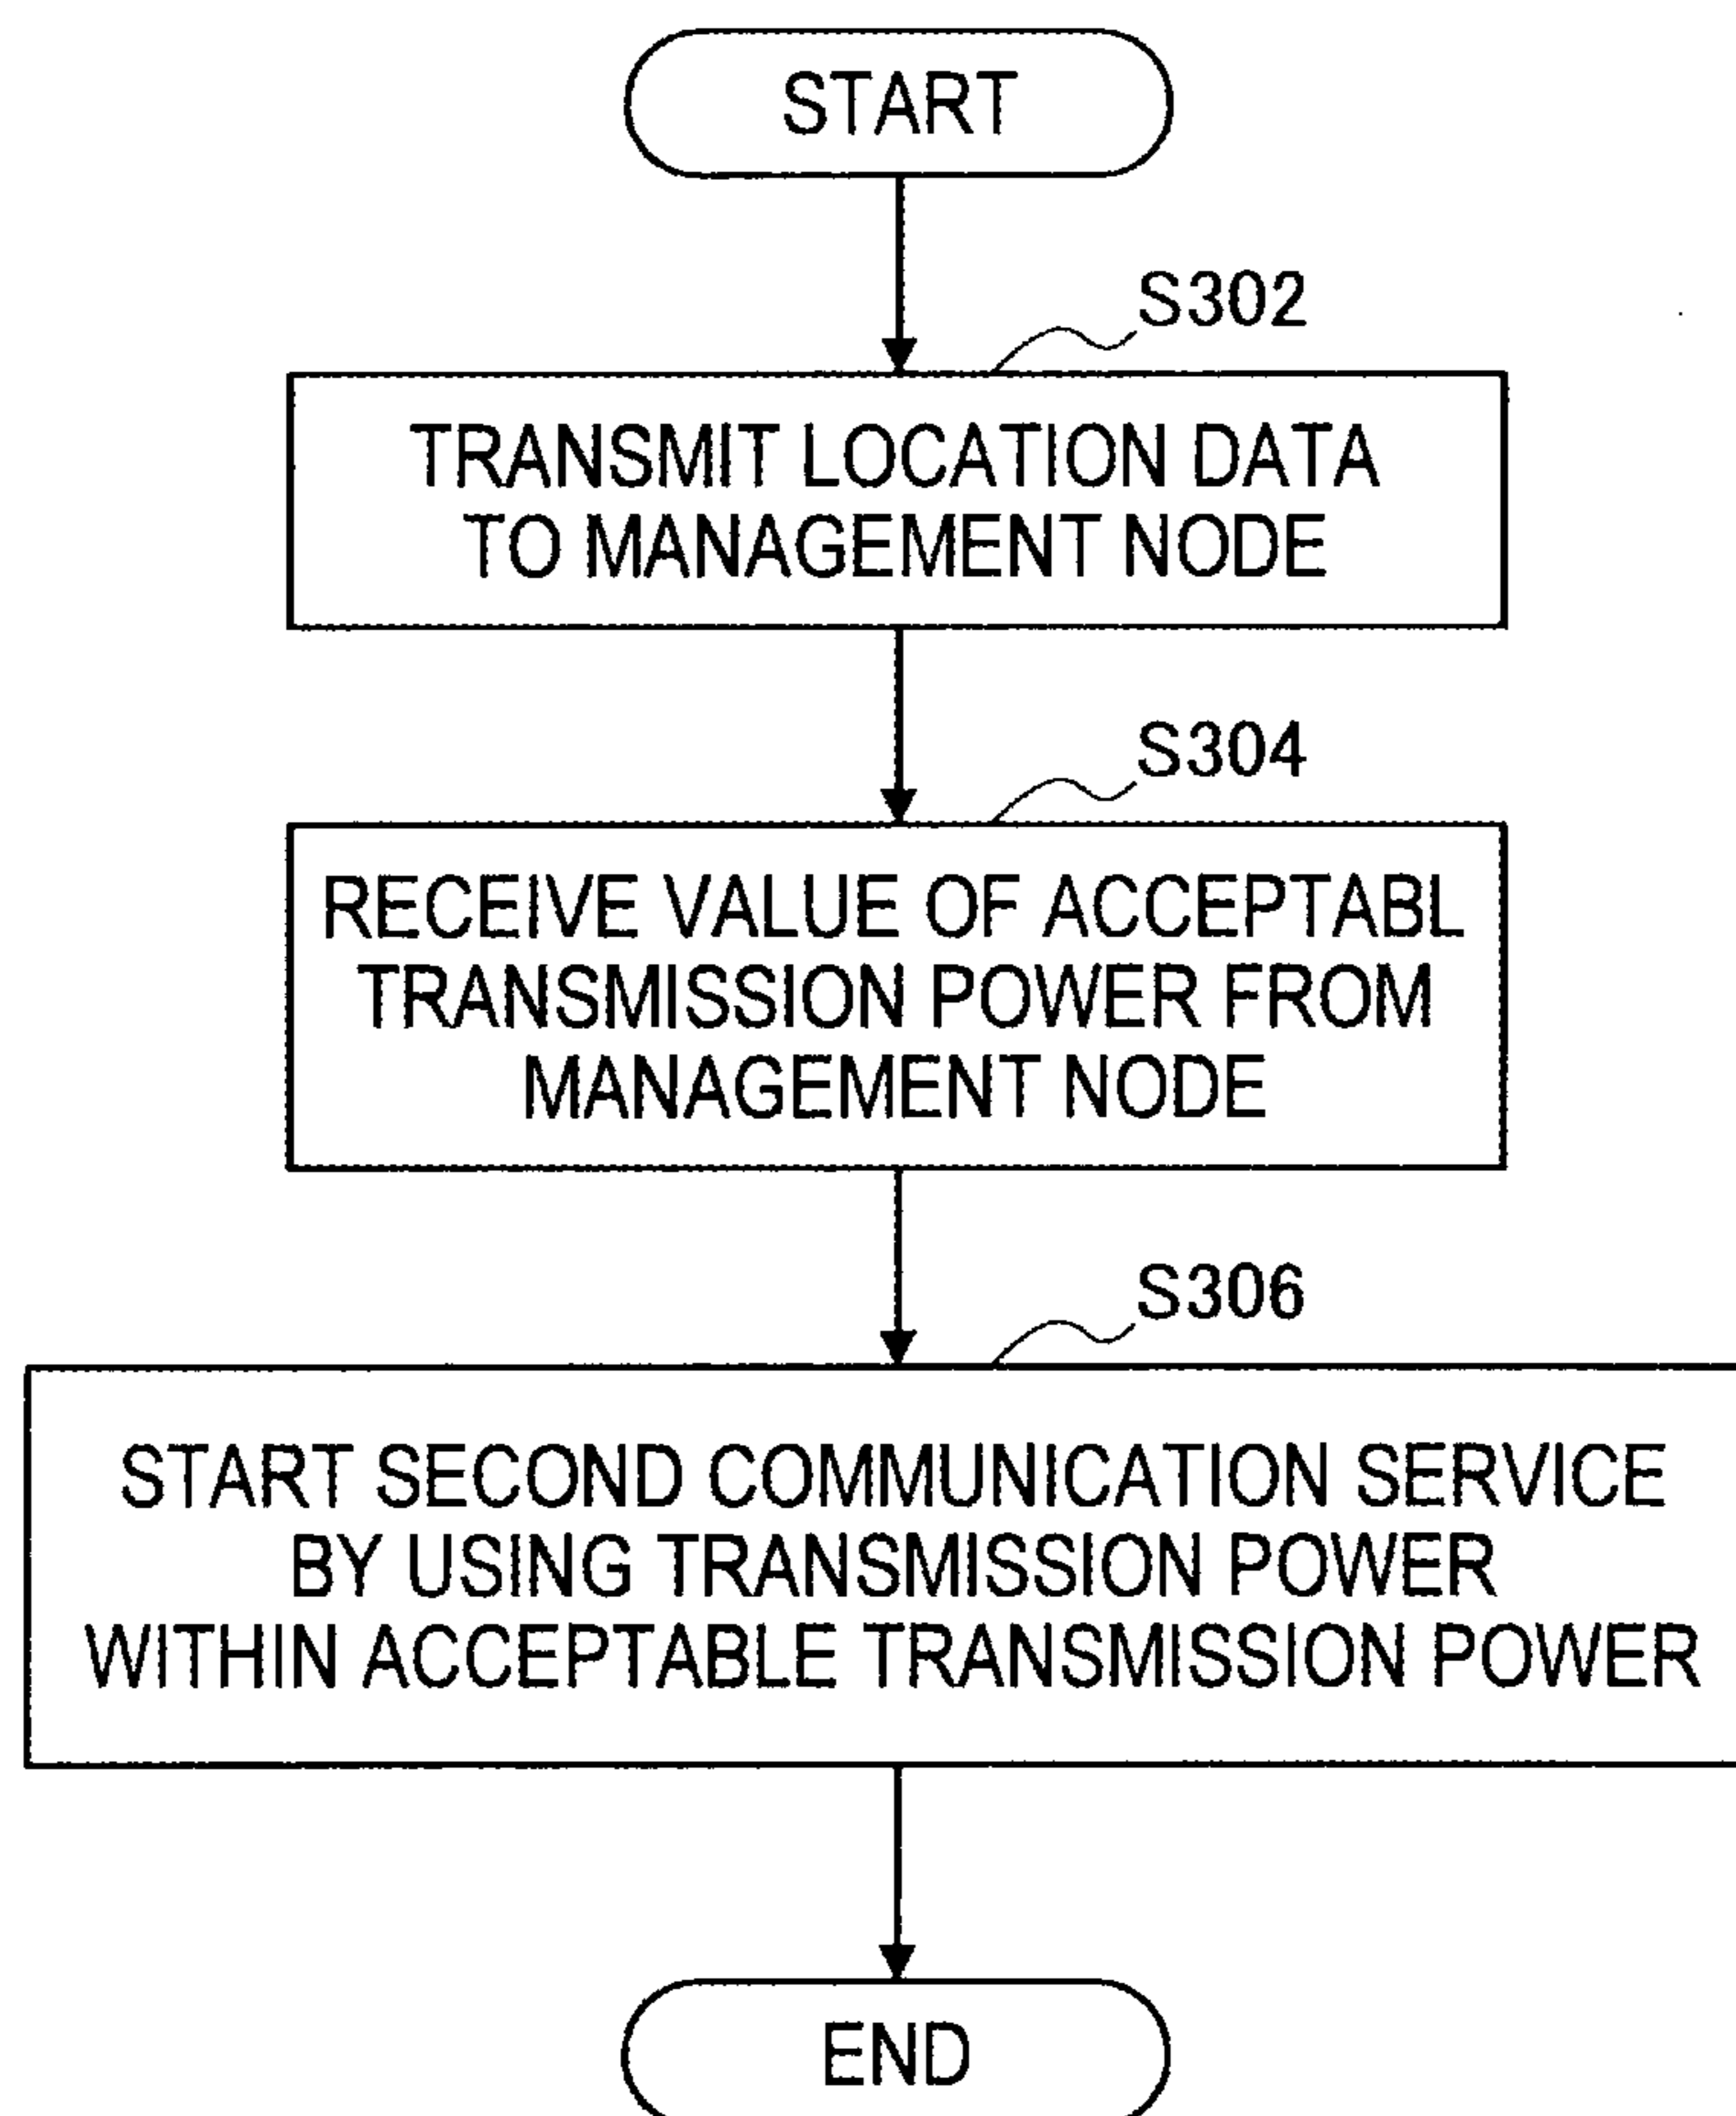 START
S302
TRANSMIT LOCATION DATA
TO MANAGEMENT NODE
S304
RECEIVE VALUE OF ACCEPTABL
TRANSMISSION POWER FROM
MANAGEMENT NODE
S306
START SECOND COMMUNICATION SERVICE
BY USING TRANSMISSION POWER
WITHIN ACCEPTABLE TRANSMISSION POWER
END